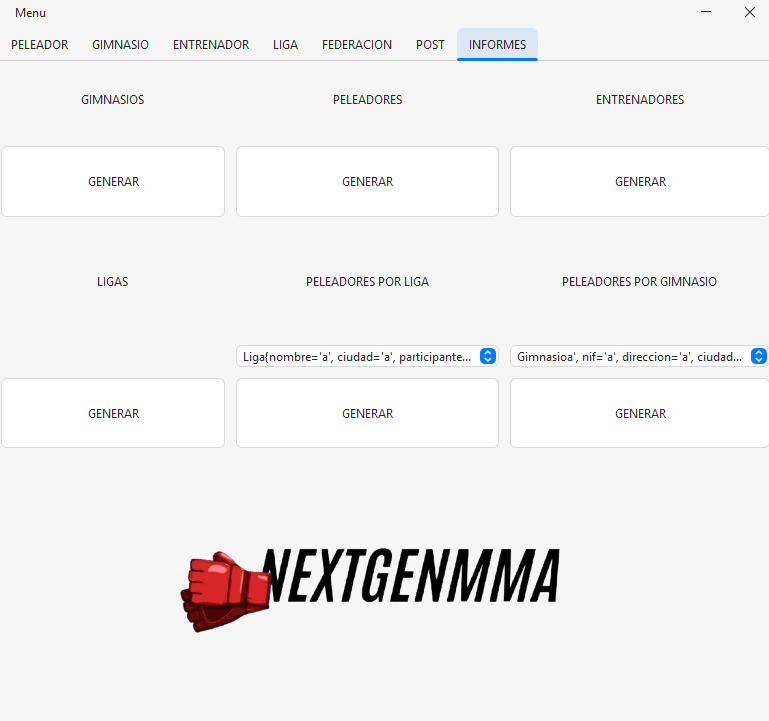 Menu
PELEADOR GIMNASIO ENTRENADOR LIGA FEDERACION POST INFORMES
GIMNASIOS PELEADORES ENTRENADORES
GENERAR GENERAR GENERAR
LIGAS PELEADORES POR LIGA PELEADORES POR GIMNASIO
Liga{nombre='a', ciudad='a', participante... Gimnasioa', nif='a', direccion='a', ciudad...
GENERAR GENERAR GENERAR
NEXTGENMMA